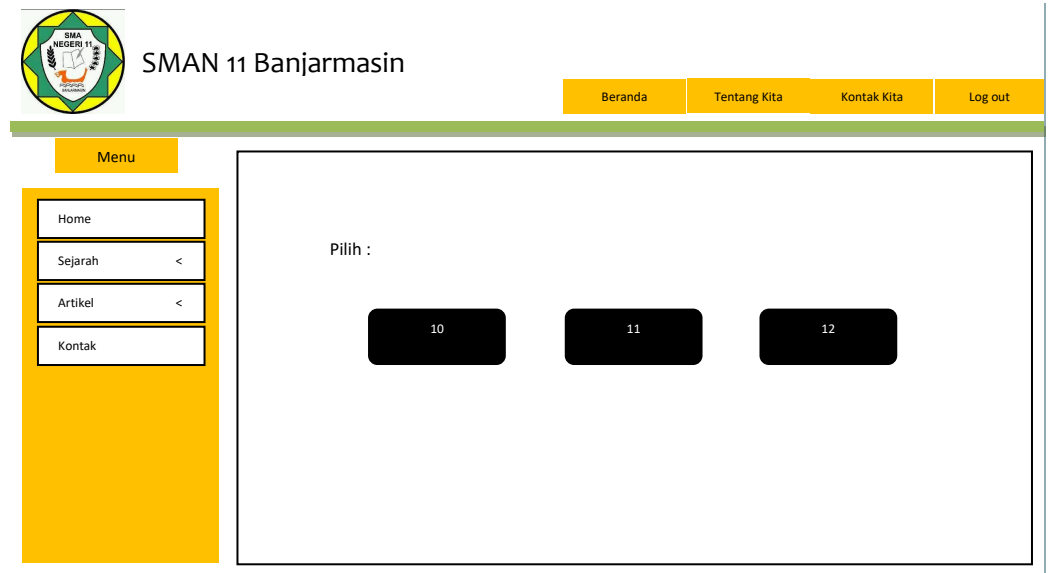 SMA
NEGERI 11
BANJARMASIN
SMAN 11 Banjarmasin
Beranda
Tentang Kita
Kontak Kita
Log out
Menu
Home
Sejarah <
Artikel <
Kontak
Pilih :
10
11
12